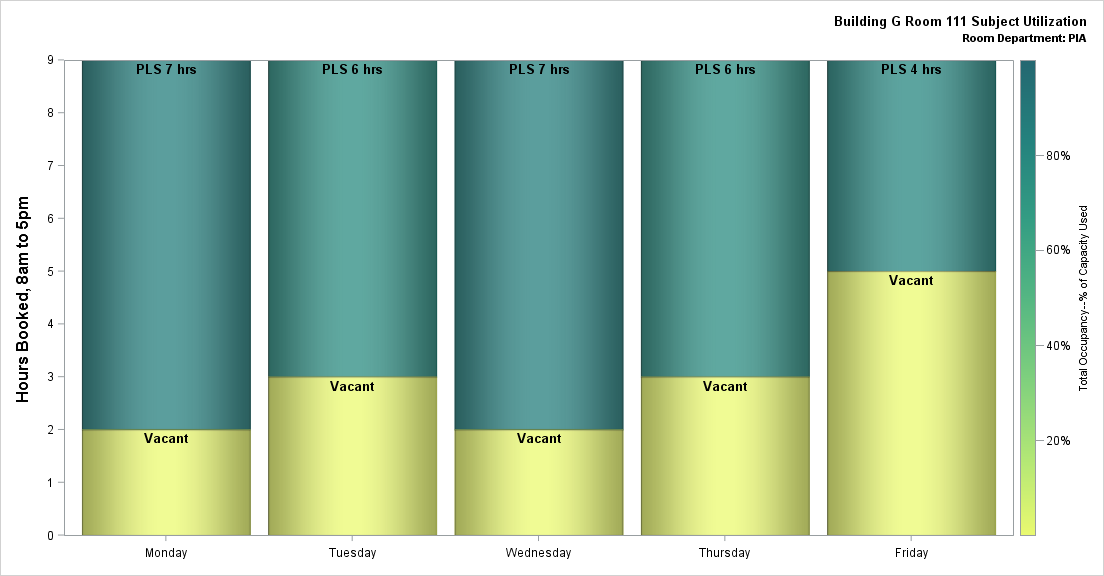 Building G Room 111 Subject Utilization
Room Department: PIA
Hours Booked, 8am to 5pm
9
8
7
6
5
4
3
2
1
0
PLS 7 hrs
Vacant
PLS 6 hrs
Vacant
PLS 7 hrs
Vacant
PLS 6 hrs
Vacant
PLS 4 hrs
Vacant
Monday
Tuesday
Wednesday
Thursday
Friday
80%
60%
40%
20%
Total Occupancy--% of Capacity Used